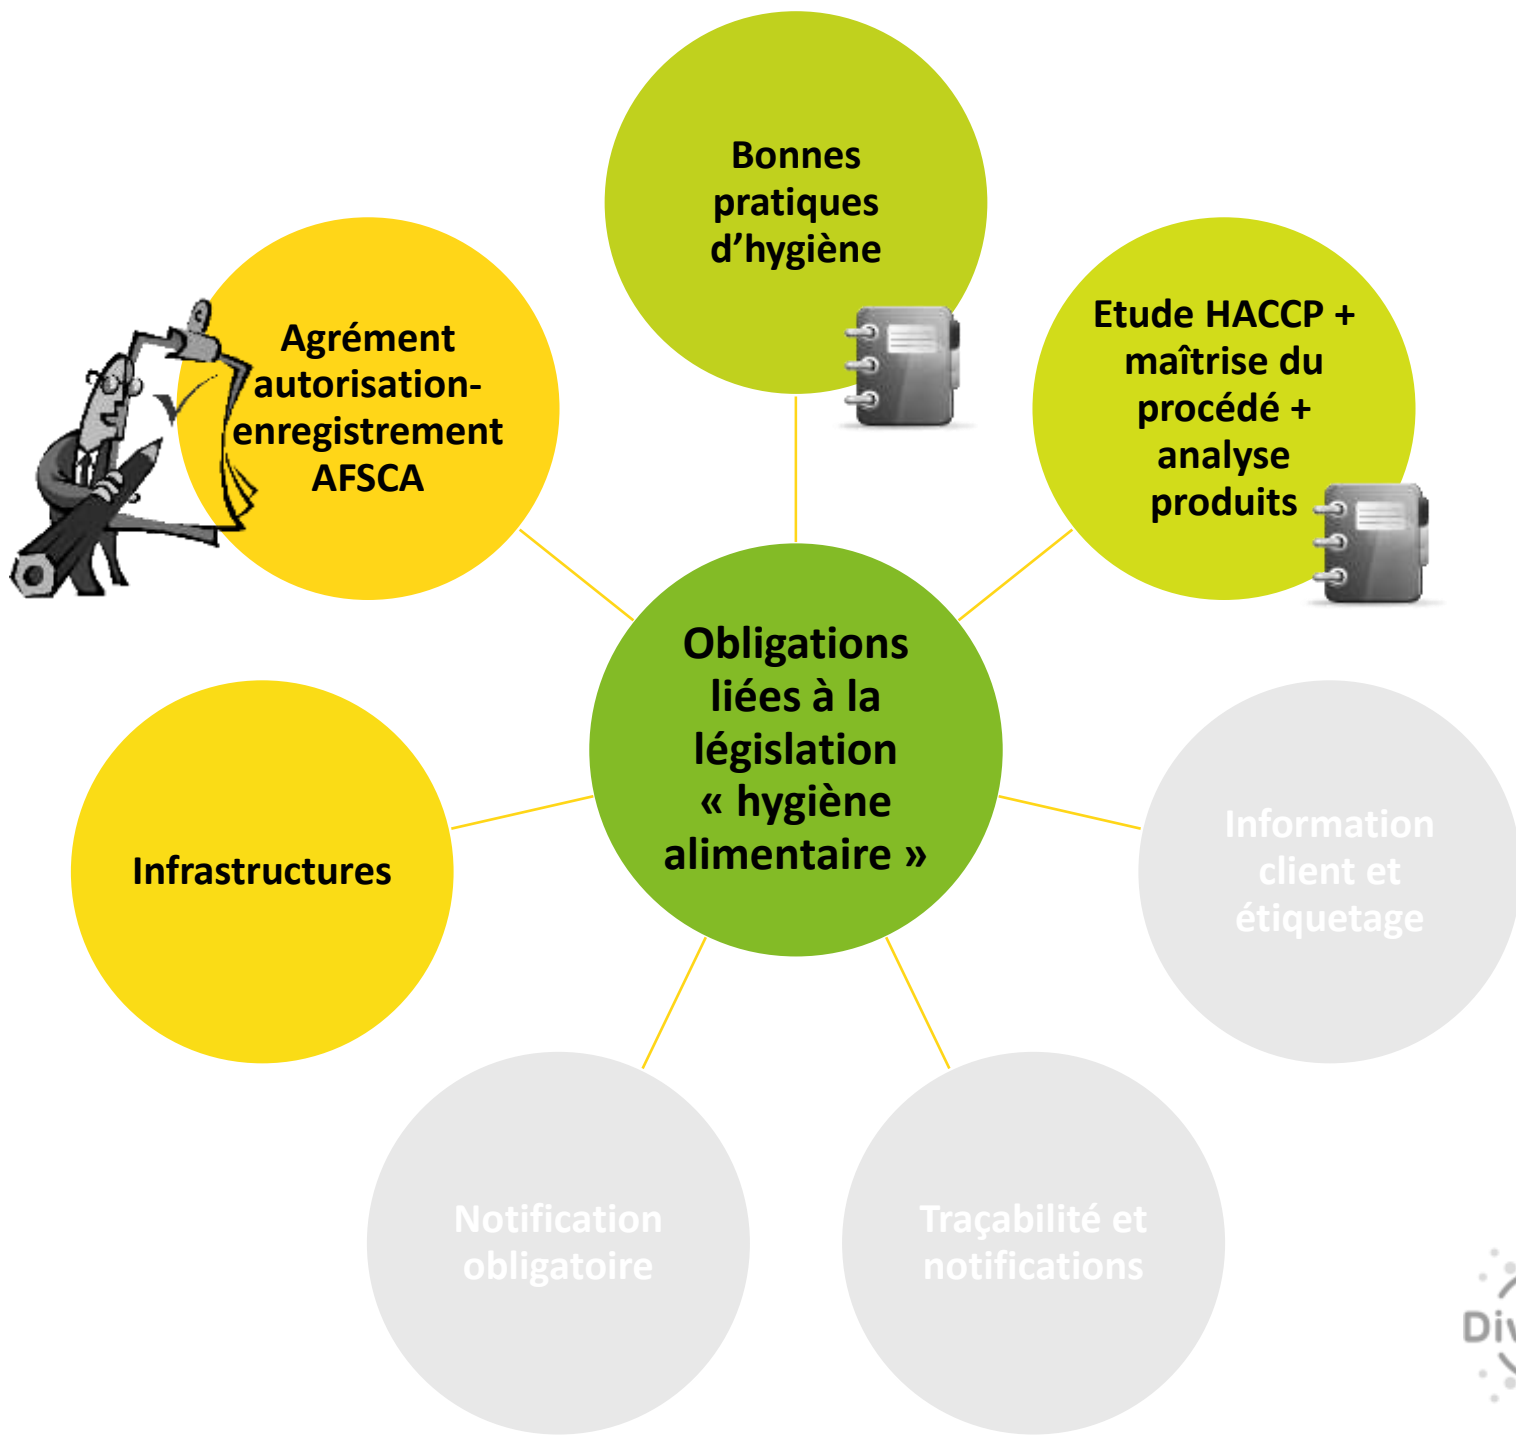 Bonnes
pratiques
d’hygiène
Etude HACCP +
maîtrise du
procédé +
analyse
produits
Agrément
autorisation-
enregistrement
AFSCA
Obligations
liées à la
législation
« hygiène
alimentaire »
Information
client et
étiquetage
Infrastructures
Traçabilité et
notifications
Notification
obligatoire